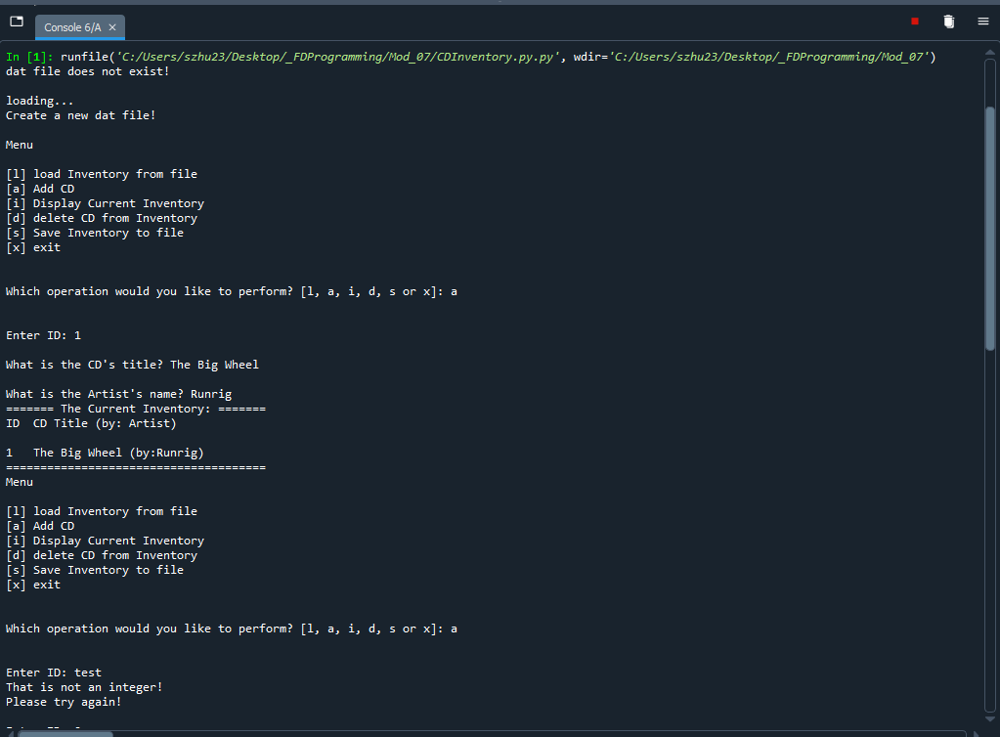 Console 6/A
In [1]: runfile('C:/Users/szhu23/Desktop/_FDProgramming/Mod_07/CDInventory.py.py', wdir='C:/Users/szhu23/Desktop/_FDProgramming/Mod_07')
dat file does not exist!
loading...
Create a new dat file!
Menu
[l] load Inventory from file
[a] Add CD
[i] Display Current Inventory
[d] delete CD from Inventory
[s] Save Inventory to file
[x] exit
Which operation would you like to perform? [l, a, i, d, s or x]: a
Enter ID: 1
What is the CD's title? The Big Wheel
What is the Artist's name? Runrig
======= The Current Inventory: =======
ID  CD Title (by: Artist)
1   The Big Wheel (by:Runrig)
======================================
Menu
[l] load Inventory from file
[a] Add CD
[i] Display Current Inventory
[d] delete CD from Inventory
[s] Save Inventory to file
[x] exit
Which operation would you like to perform? [l, a, i, d, s or x]: a
Enter ID: test
That is not an integer!
Please try again!